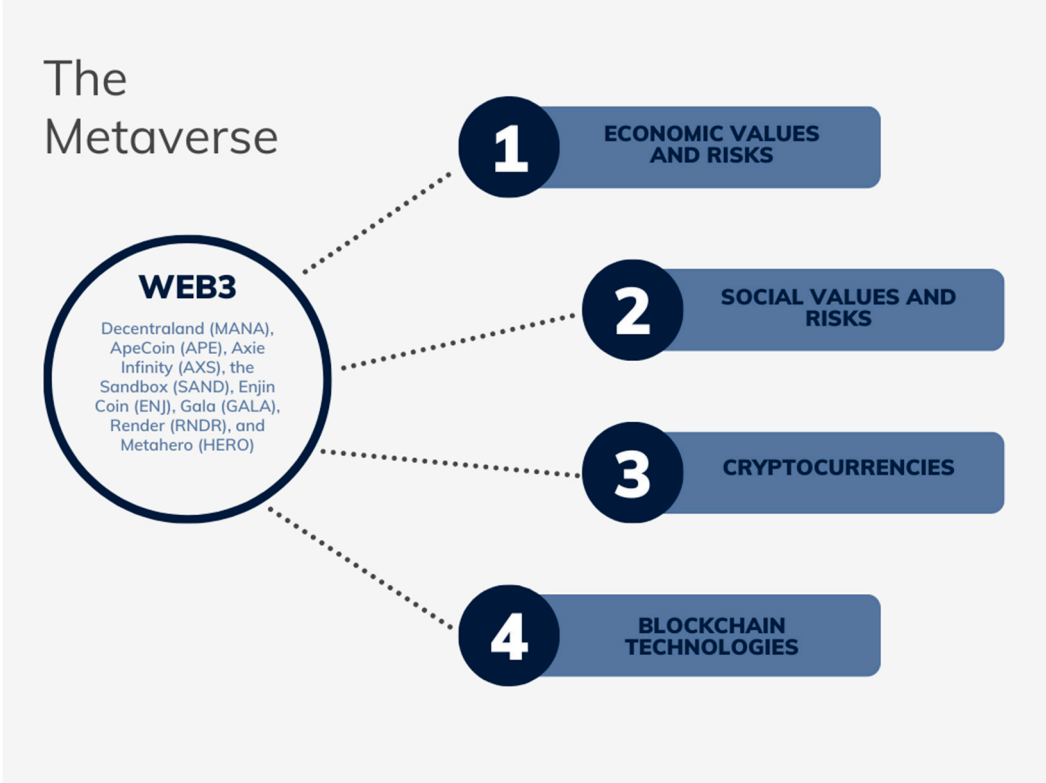 The
Metaverse
WEB3
Decentraland (MANA),
ApeCoin (APE), Axie
Infinity (AXS), the
Sandbox (SAND), Enjin
Coin (ENJ), Gala (GALA),
Render (RNDR), and
Metahero (HERO)
1
ECONOMIC VALUES
AND RISKS
2
SOCIAL VALUES AND
RISKS
3
CRYPTOCURRENCIES
4
BLOCKCHAIN
TECHNOLOGIES